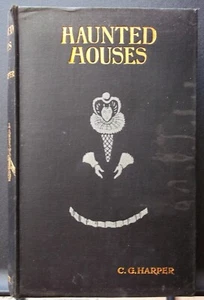 HAUNTED
HOUSES
C. G. HARPER